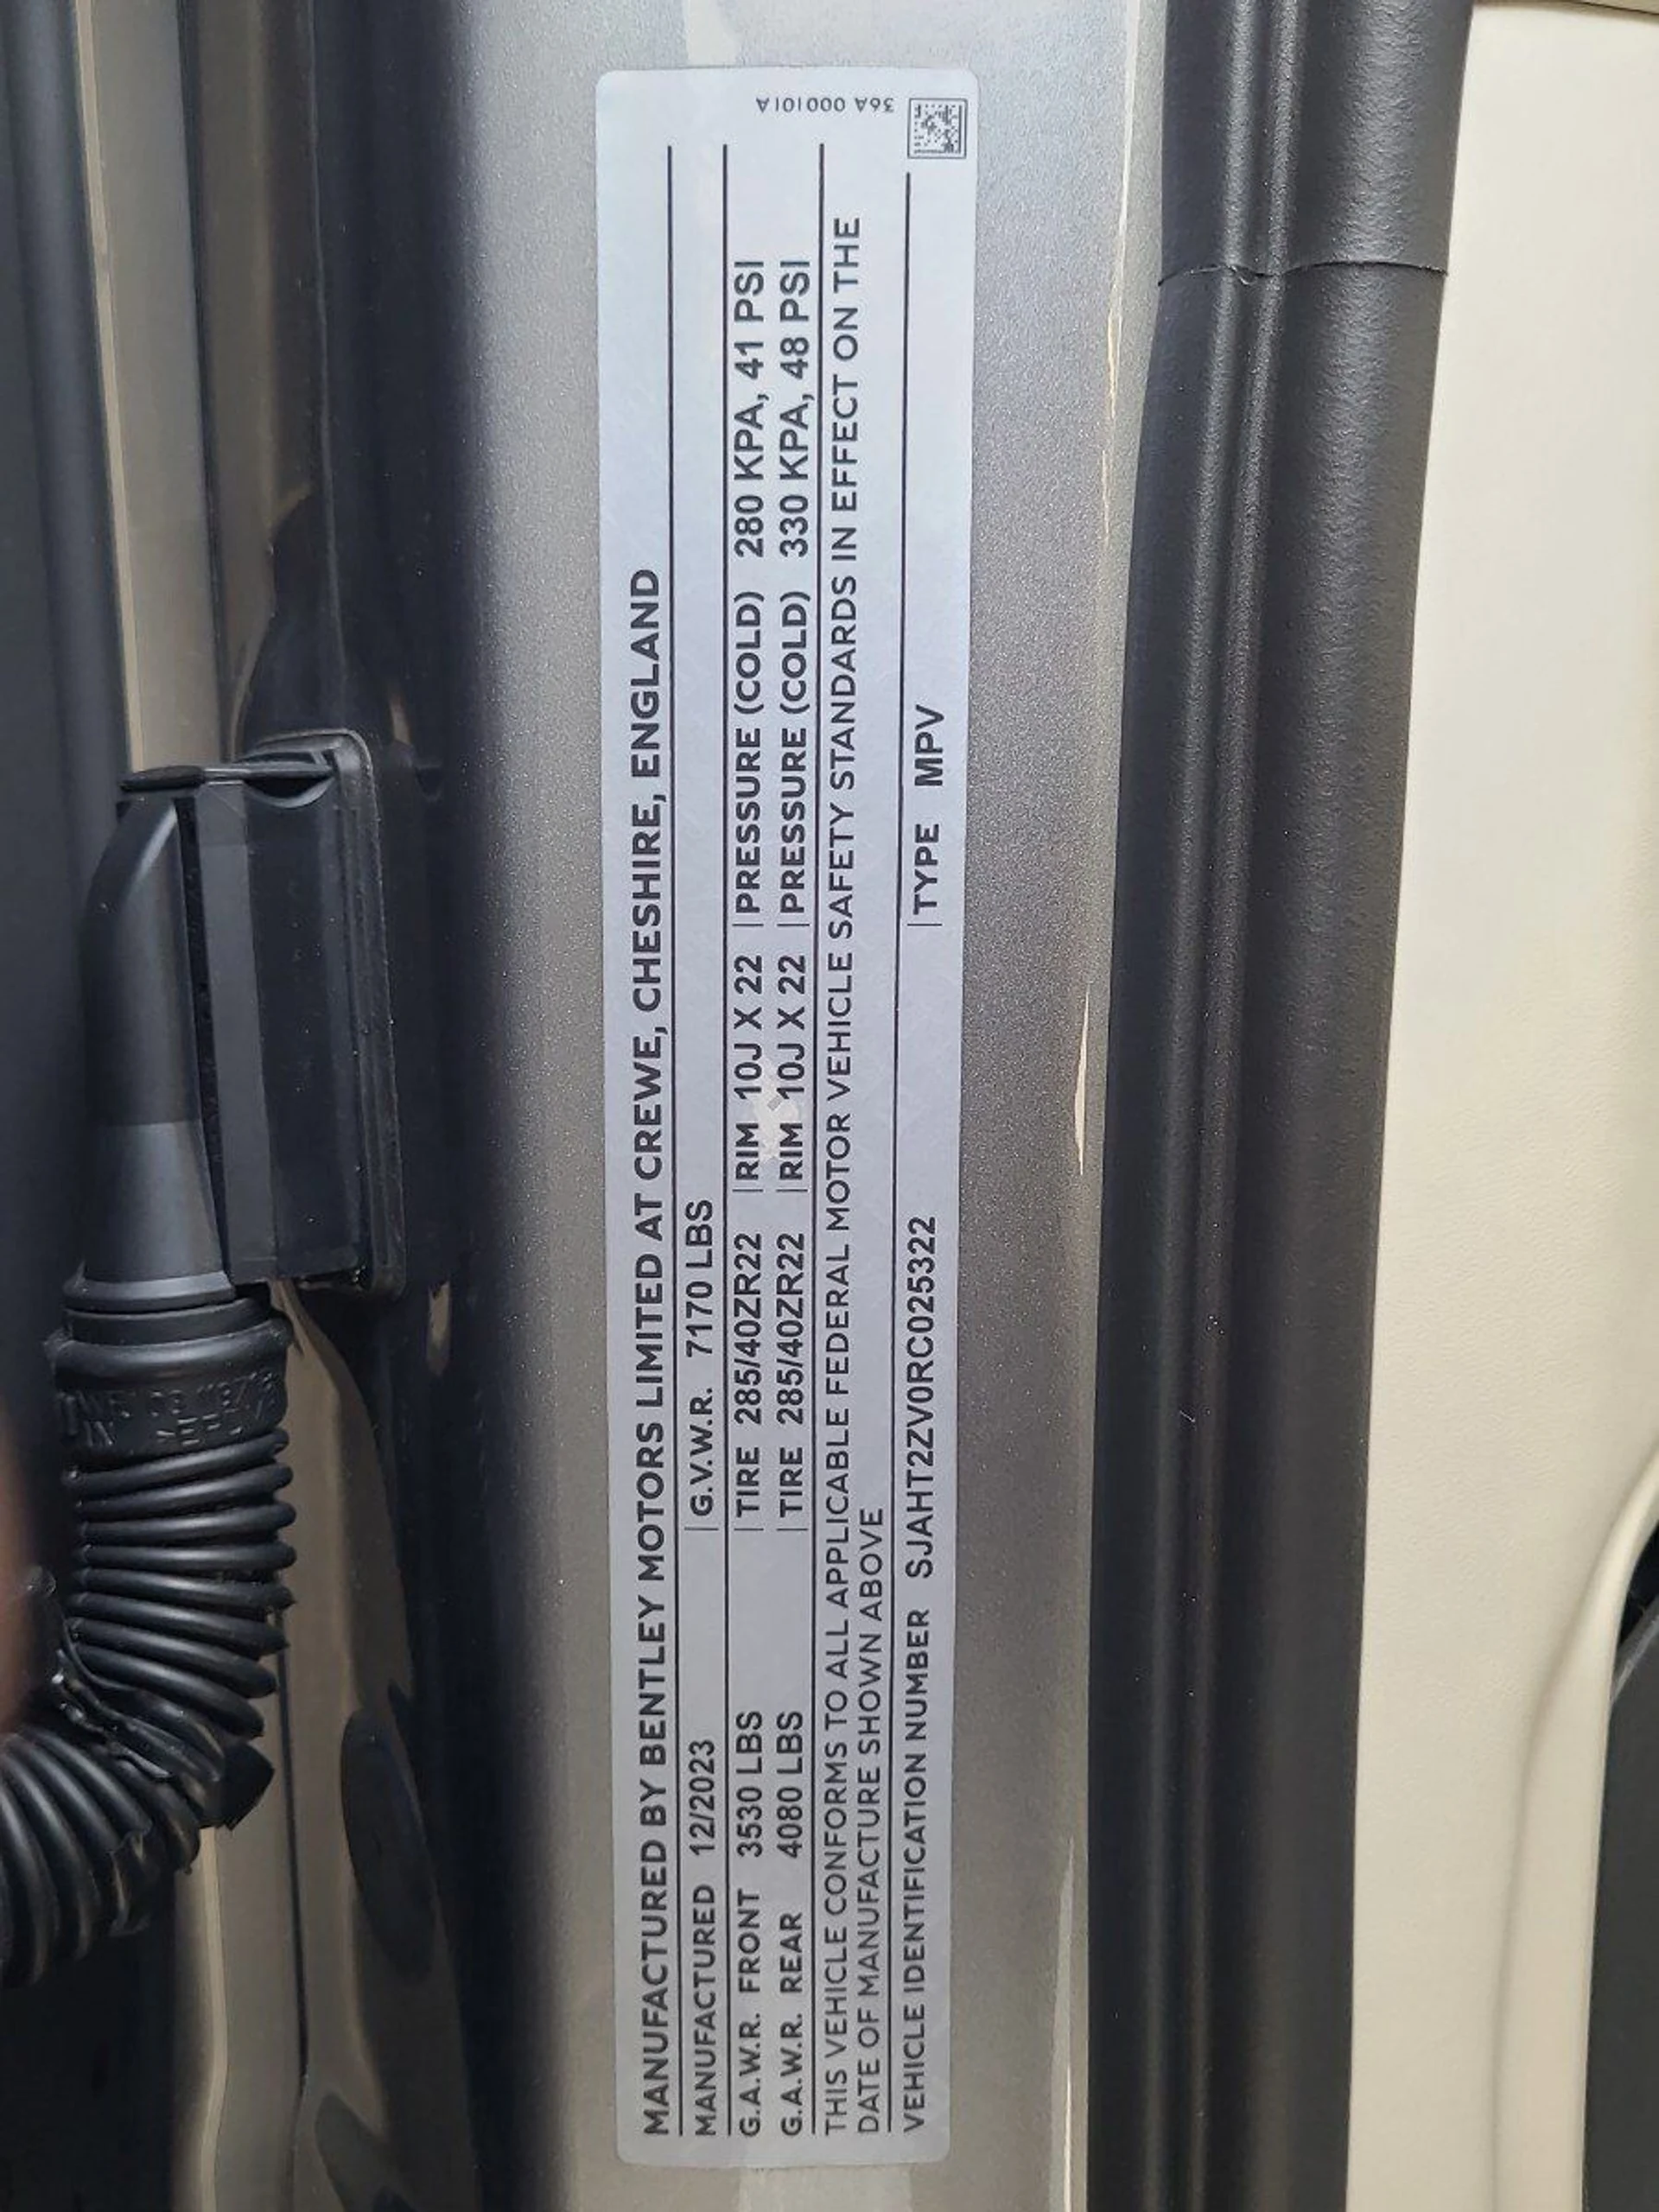 MANUFACTURED BY BENTLEY MOTORS LIMITED AT CREWE, CHESHIRE, ENGLAND
MANUFACTURED 12/2023 G.V.W.R. 7170 LBS
G.A.W.R. FRONT 3530 LBS TIRE 285/40ZR22 RIM 10J X 22 PRESSURE (COLD) 280 KPA, 41 PSI
G.A.W.R. REAR 4080 LBS TIRE 285/40ZR22 RIM 10J X 22 PRESSURE (COLD) 330 KPA, 48 PSI
THIS VEHICLE CONFORMS TO ALL APPLICABLE FEDERAL MOTOR VEHICLE SAFETY STANDARDS IN EFFECT ON THE
DATE OF MANUFACTURE SHOWN ABOVE
VEHICLE IDENTIFICATION NUMBER SJAHT2ZV0RC025322 TYPE MPV
36A 000101A